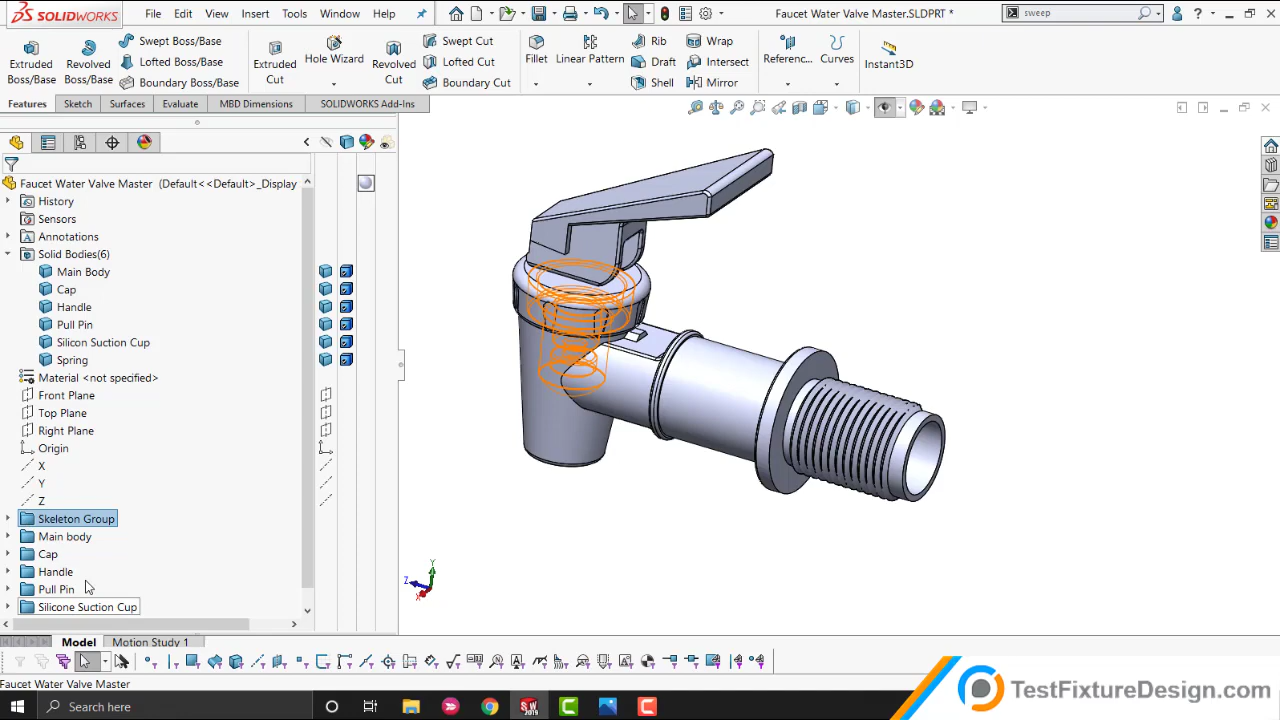 SOLIDWORKS File Edit View Insert Tools Window Help Faucet Water Valve Master.SLDPRT * sweep
Extruded Boss/Base
Revolved Boss/Base
Swept Boss/Base
Lofted Boss/Base
Boundary Boss/Base
Extruded Cut
Hole Wizard
Revolved Cut
Swept Cut
Lofted Cut
Boundary Cut
Fillet
Linear Pattern
Rib
Draft
Shell
Wrap
Intersect
Mirror
Referenc...
Curves
Instant3D
Features Sketch Surfaces Evaluate MBD Dimensions SOLIDWORKS Add-Ins
Faucet Water Valve Master (Default<<Default>_Display
History
Sensors
Annotations
Solid Bodies(6)
Main Body
Cap
Handle
Pull Pin
Silicon Suction Cup
Spring
Material <not specified>
Front Plane
Top Plane
Right Plane
Origin
X
Y
Z
Skeleton Group
Main body
Cap
Handle
Pull Pin
Silicone Suction Cup
Y
Z
X
Model Motion Study 1
Faucet Water Valve Master
Search here
SW 2019
TestFixtureDesign.com